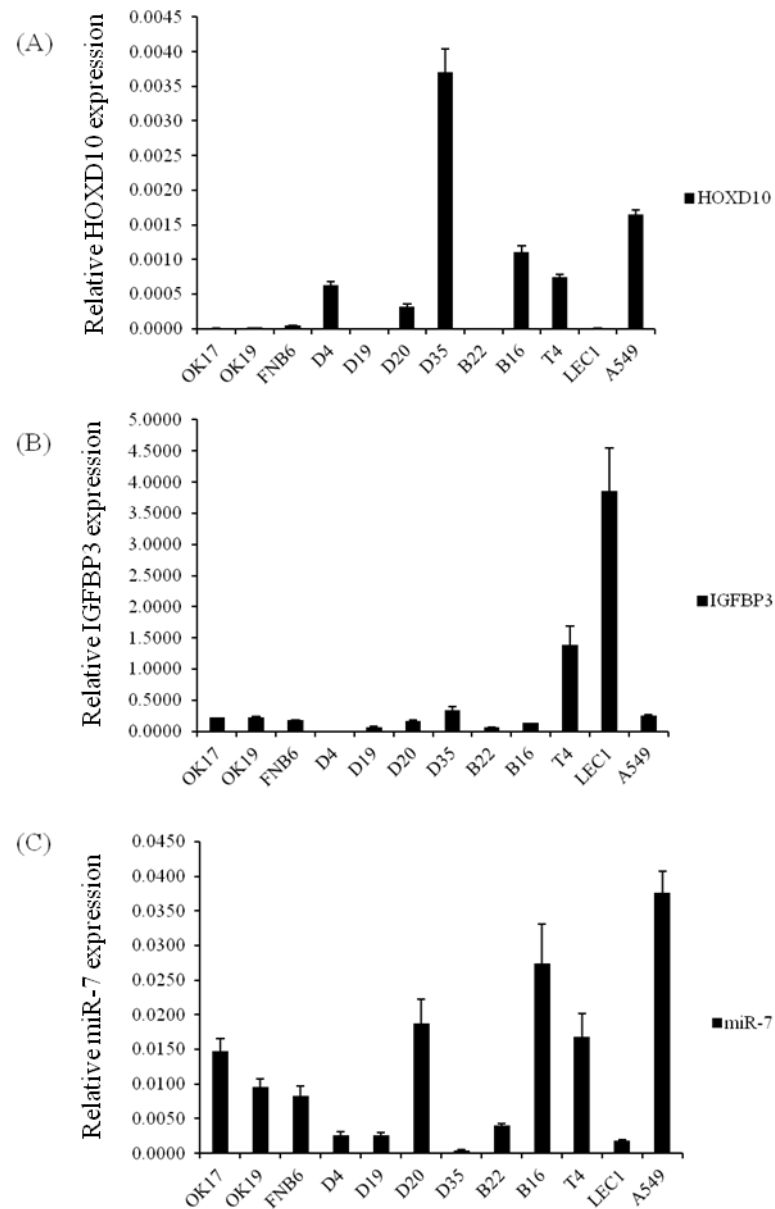 (A)
Relative HOXD10 expression
0.0045
0.0040
0.0035
0.0030
0.0025
0.0020
0.0015
0.0010
0.0005
0.0000
OK17
OK19
FNB6
D4
D19
D20
D35
B22
B16
T4
LEC1
A549
■HOXD10
(B)
Relative IGFBP3 expression
5.0000
4.5000
4.0000
3.5000
3.0000
2.5000
2.0000
1.5000
1.0000
0.5000
0.0000
OK17
OK19
FNB6
D4
D19
D20
D35
B22
B16
T4
LEC1
A549
■IGFBP3
(C)
Relative miR-7 expression
0.0450
0.0400
0.0350
0.0300
0.0250
0.0200
0.0150
0.0100
0.0050
0.0000
OK17
OK19
FNB6
D4
D19
D20
D35
B22
B16
T4
LEC1
A549
■miR-7